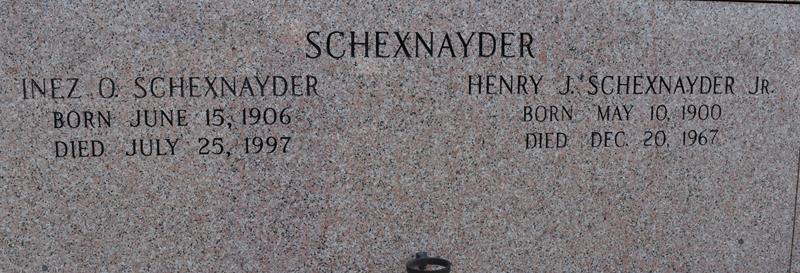 SCHEXNAYDER
INEZ O. SCHEXNAYDER
BORN JUNE 15, 1906
DIED JULY 25, 1997
HENRY J. SCHEXNAYDER JR.
BORN MAY 10, 1900
DIED DEC. 20, 1967